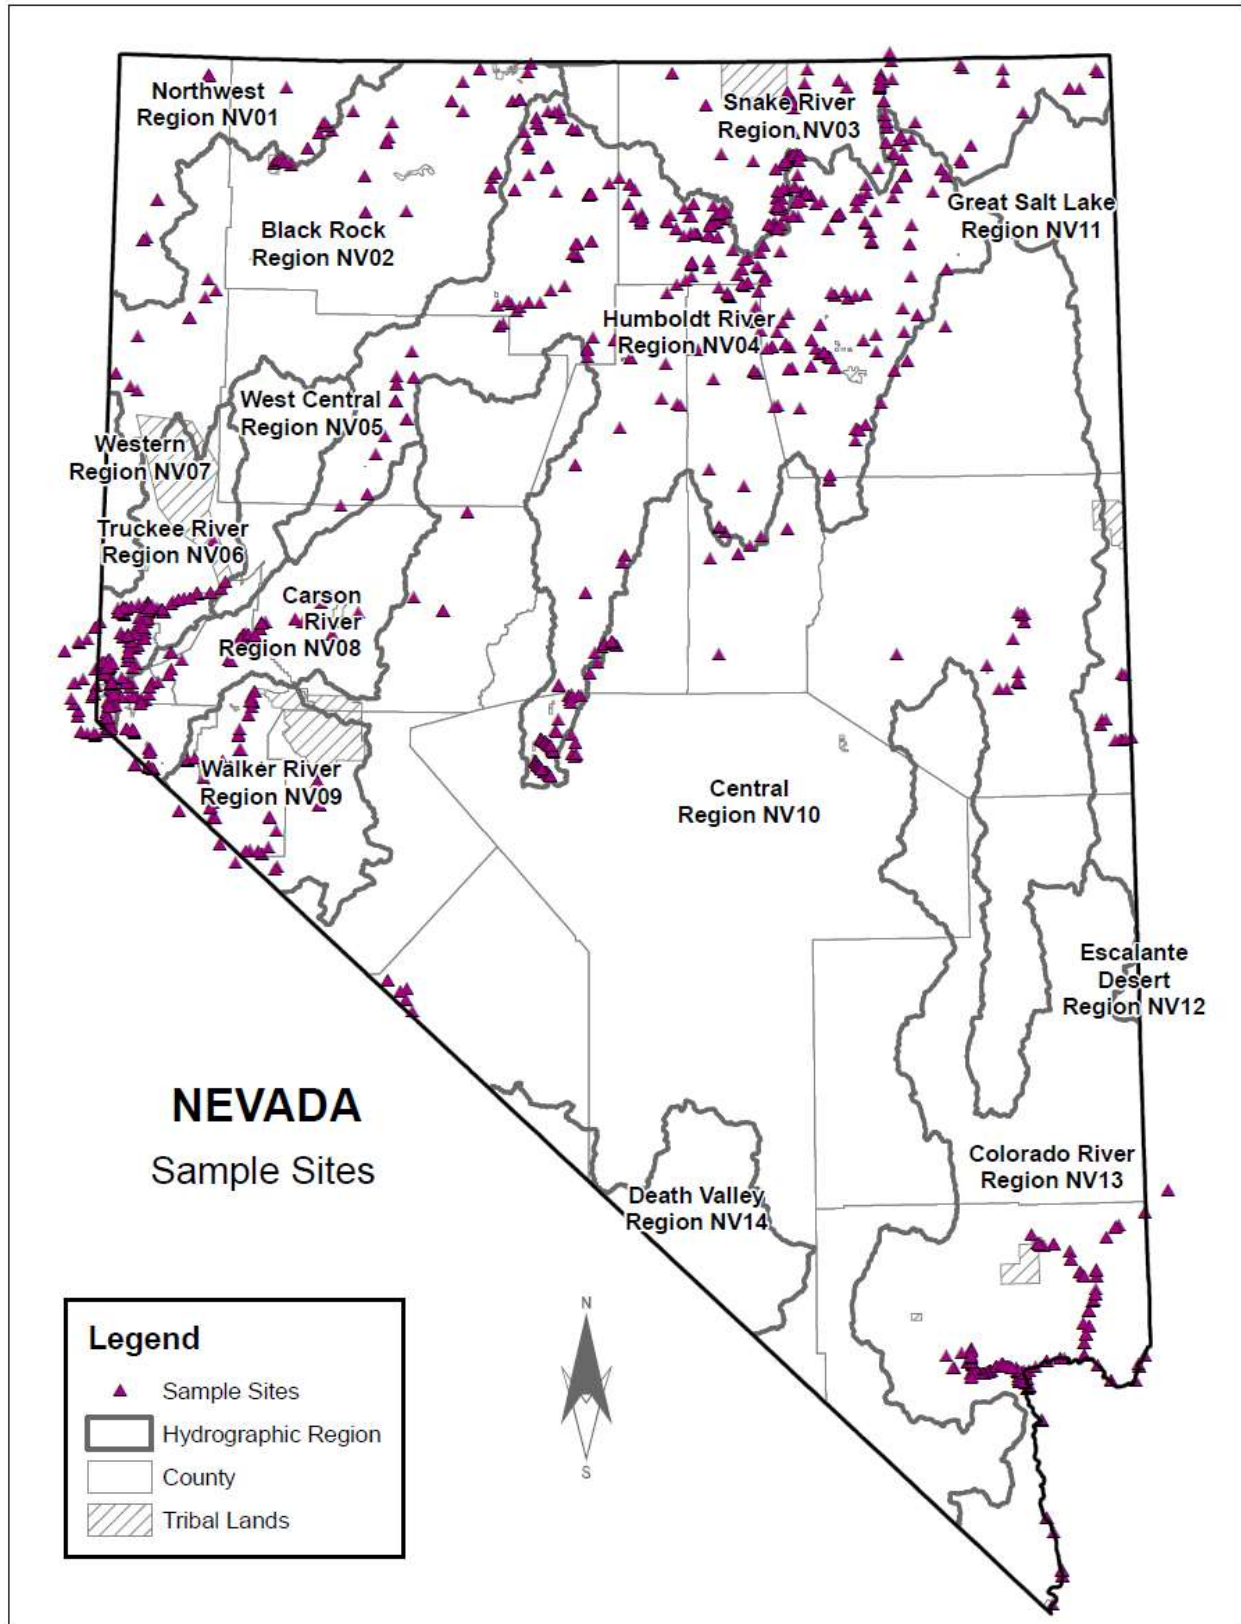 Northwest
Region NV01
Snake River
Region NV03
Black Rock
Region NV02
Great Salt Lake
Region NV11
Humboldt River
Region NV04
West Central
Region NV05
Western
Region NV07
Truckee River
Region NV06
Carson
River
Region NV08
Walker River
Region NV09
Central
Region NV10
Escalante
Desert
Region NV12
NEVADA
Sample Sites
Colorado River
Region NV13
Death Valley
Region NV14
Legend
Sample Sites
Hydrographic Region
County
Tribal Lands
N
S